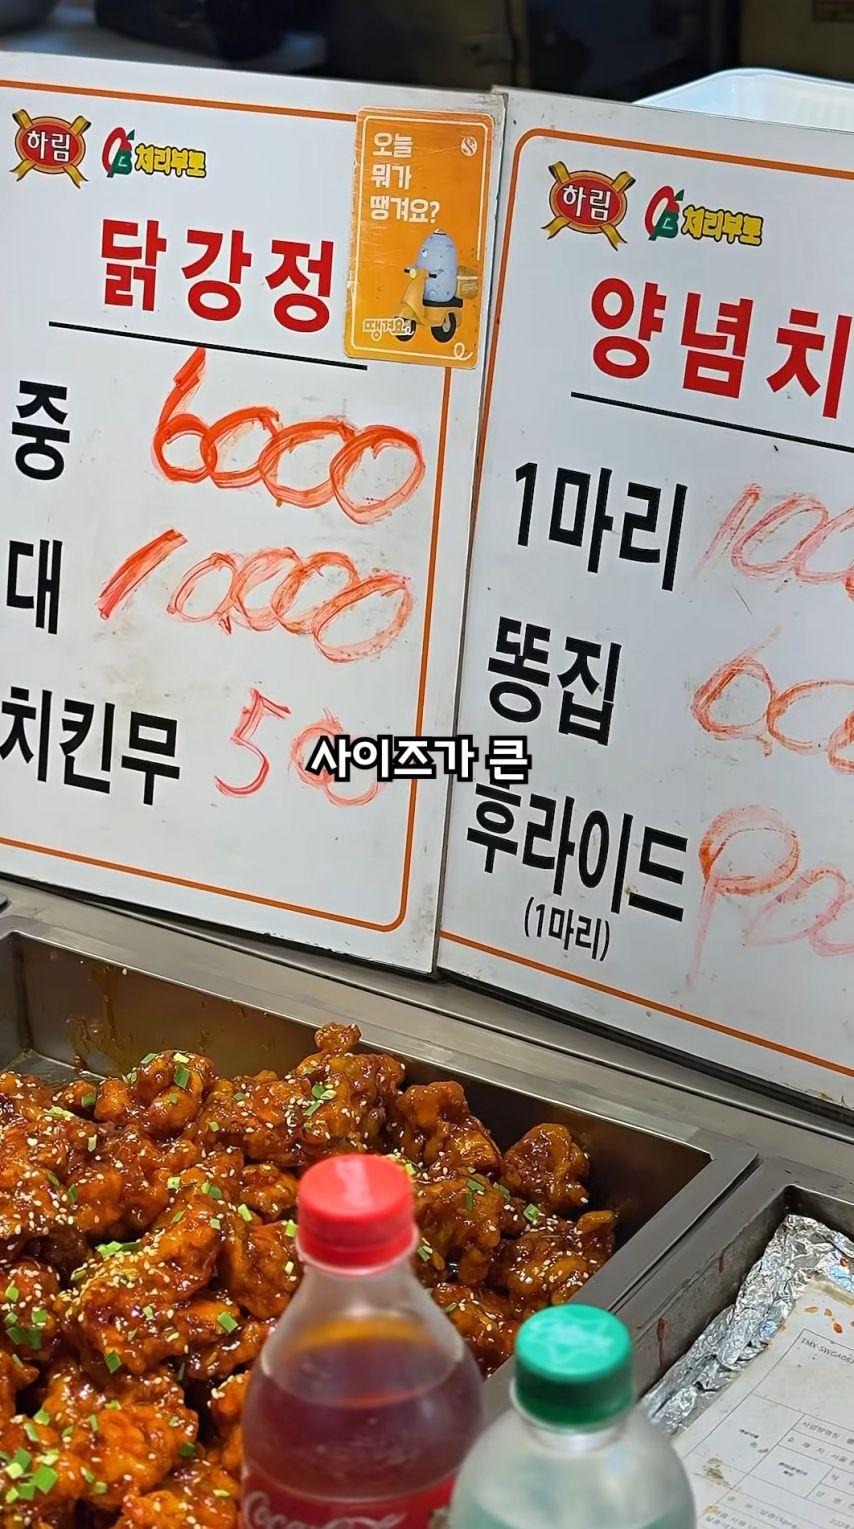 하림 체리부로
닭강정
중 6000
대 10,000
치킨무 500
오늘
뭐가
땡겨요?
땡겨요
하림 체리부로
양념치
1마리
똥집
후라이드
(1마리)
사이즈가 큰
Coca-Cola